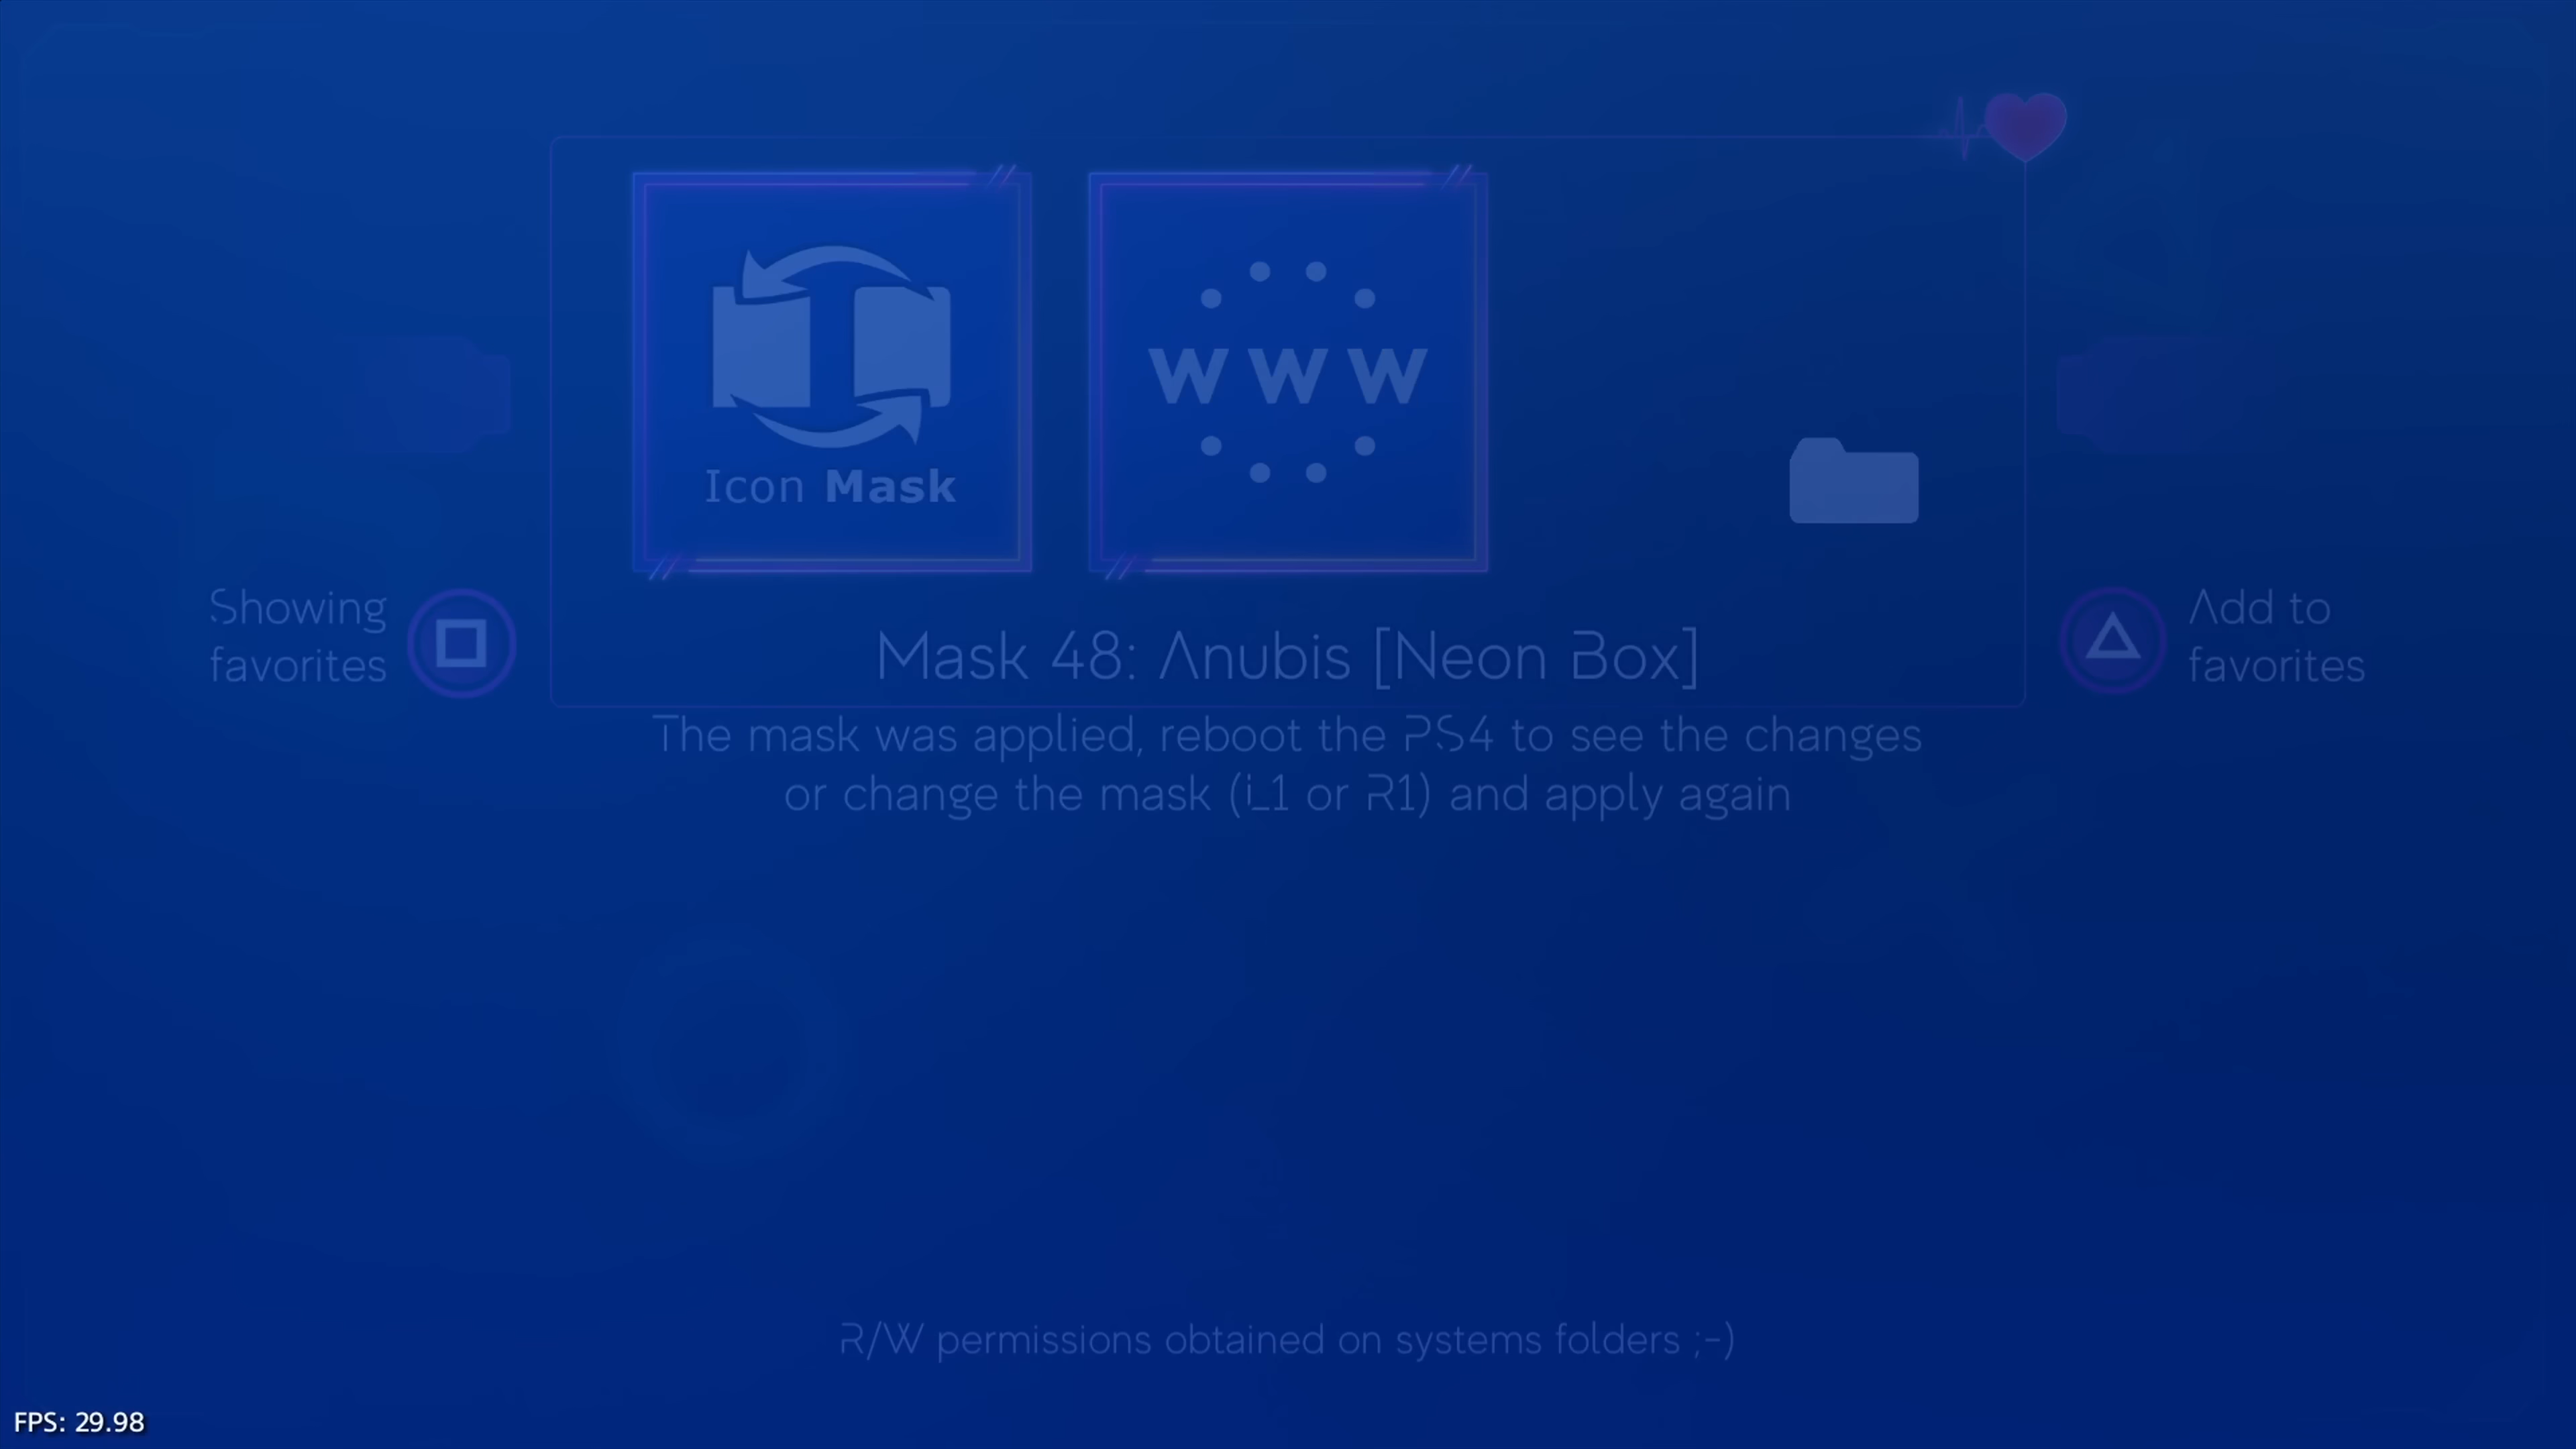 Icon Mask
W W W
Showing
favorites
Add to
favorites
Mask 48: Anubis [Neon Box]
The mask was applied, reboot the PS4 to see the changes
or change the mask (L1 or R1) and apply again
R/W permissions obtained on systems folders ;-)
FPS: 29.98